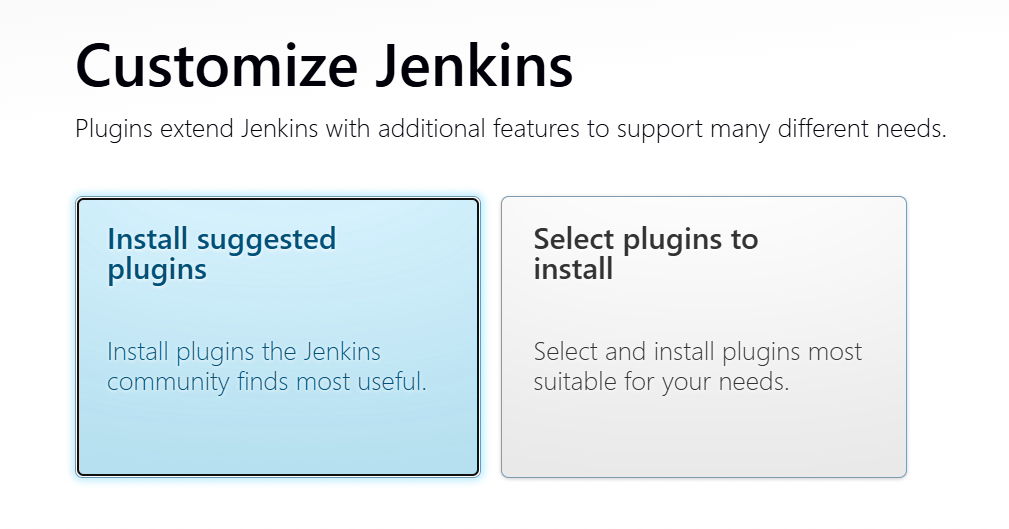 Customize Jenkins
Plugins extend Jenkins with additional features to support many different needs.
Install suggested
plugins
Install plugins the Jenkins
community finds most useful.
Select plugins to
install
Select and install plugins most
suitable for your needs.